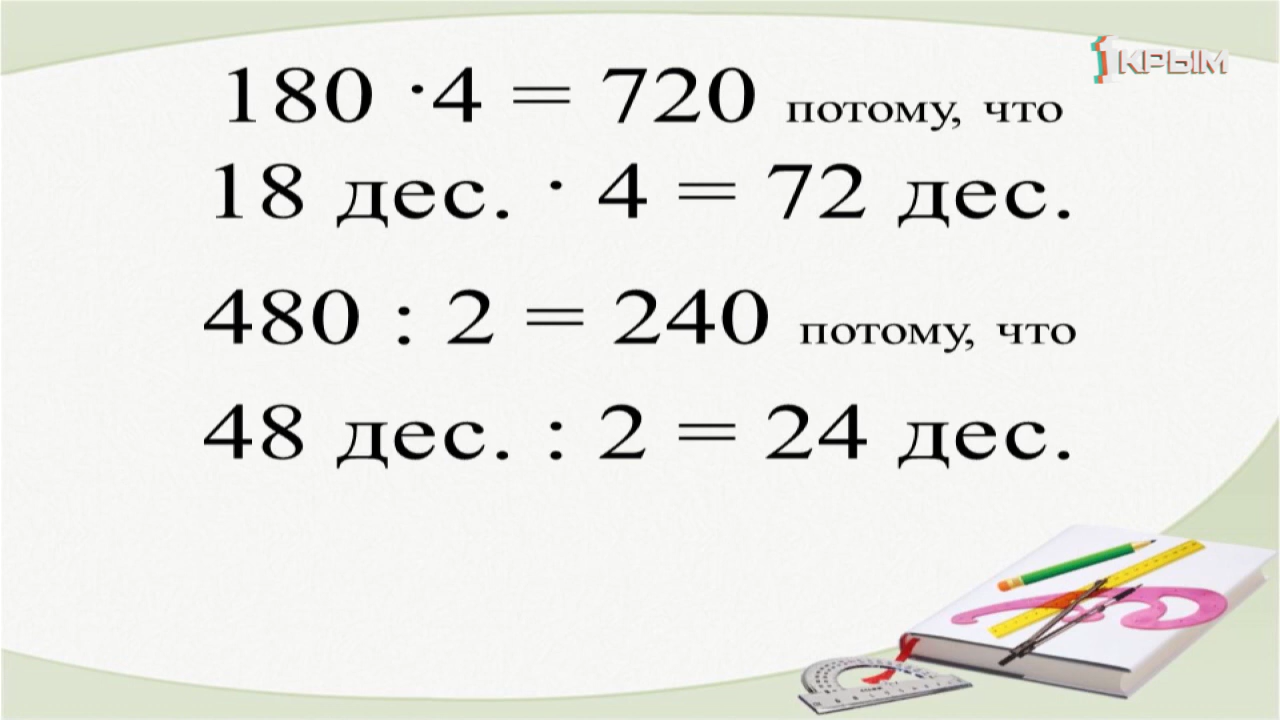 1КРЫМ
180 · 4 = 720 потому, что
18 дес. · 4 = 72 дес.
480 : 2 = 240 потому, что
48 дес. : 2 = 24 дес.